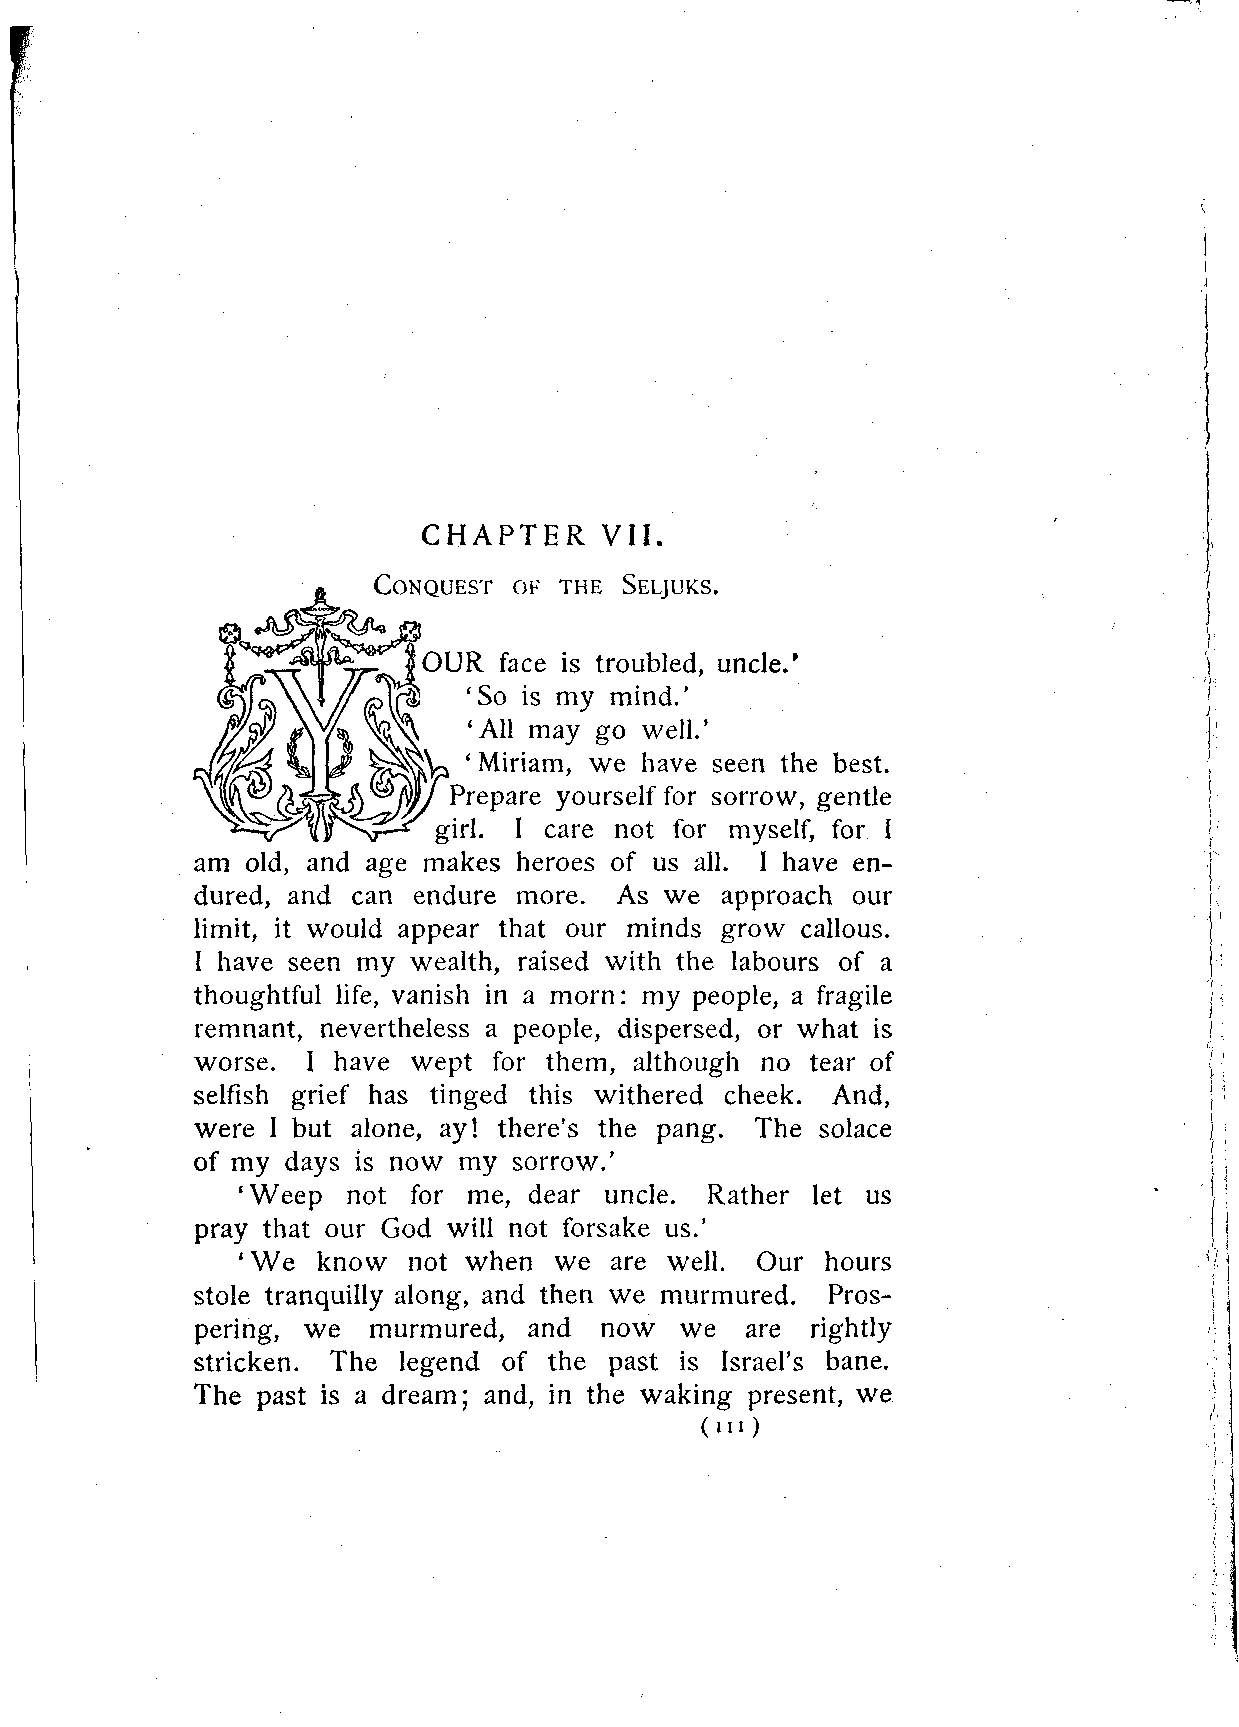 CHAPTER VII.
CONQUEST OF THE SELJUKS.
YOUR face is troubled, uncle.'
'So is my mind.'
'All may go well.'
'Miriam, we have seen the best.
Prepare yourself for sorrow, gentle
girl. I care not for myself, for I
am old, and age makes heroes of us all. I have en-
dured, and can endure more. As we approach our
limit, it would appear that our minds grow callous.
I have seen my wealth, raised with the labours of a
thoughtful life, vanish in a morn: my people, a fragile
remnant, nevertheless a people, dispersed, or what is
worse. I have wept for them, although no tear of
selfish grief has tinged this withered cheek. And,
were I but alone, ay! there's the pang. The solace
of my days is now my sorrow.'
'Weep not for me, dear uncle. Rather let us
pray that our God will not forsake us.'
'We know not when we are well. Our hours
stole tranquilly along, and then we murmured. Pros-
pering, we murmured, and now we are rightly
stricken. The legend of the past is Israel's bane.
The past is a dream; and, in the waking present, we
(111)